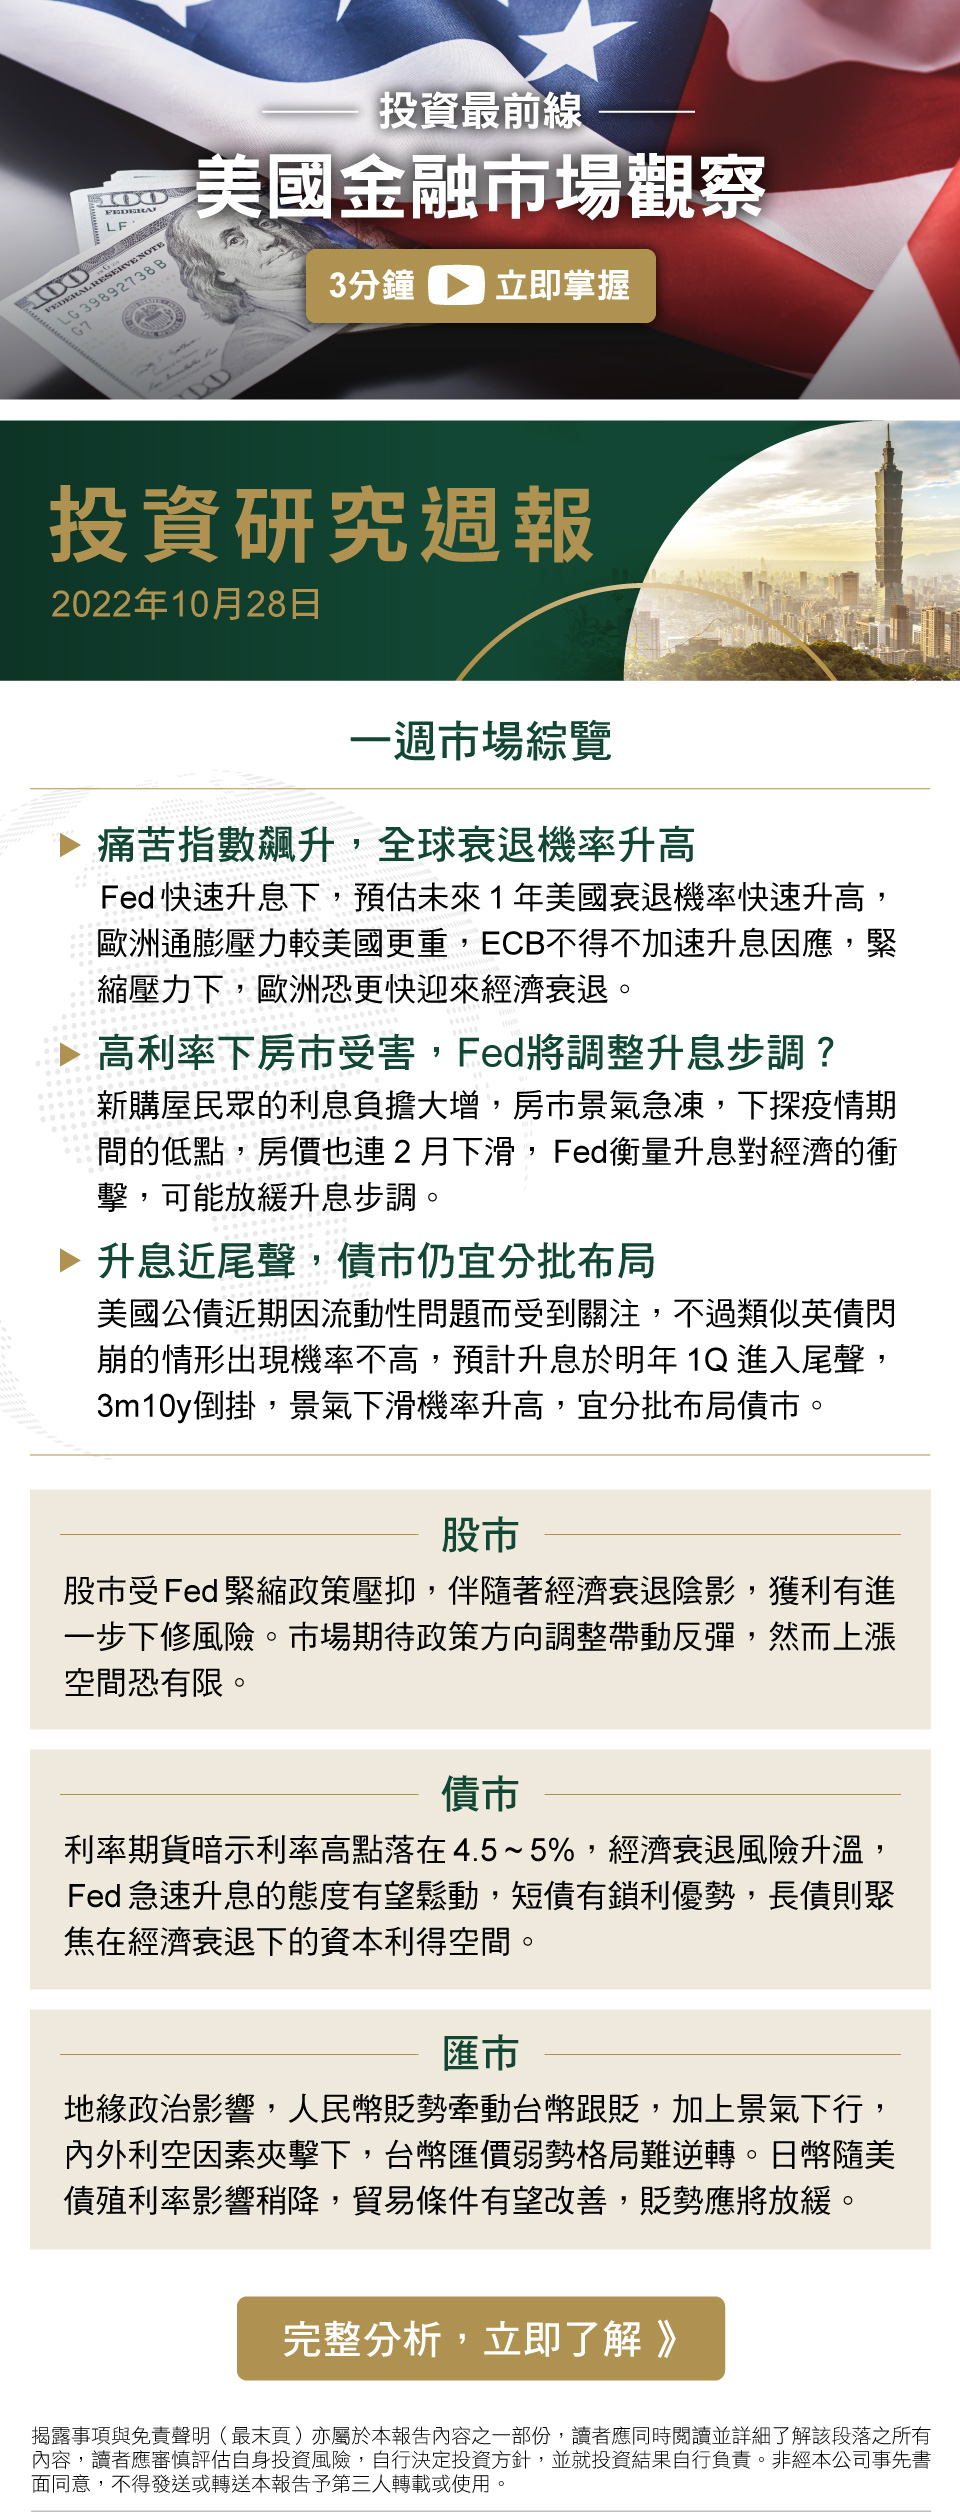 投資最前線
美國金融市場觀察
3分鐘 立即掌握
100
FEDERAL
LF
100
FEDERAL RESERVE NOTE
LG 39892738 B
G7
100
投資研究週報
2022年10月28日
一週市場綜覽
痛苦指數飆升，全球衰退機率升高
Fed 快速升息下，預估未來 1 年美國衰退機率快速升高，
歐洲通膨壓力較美國更重，ECB不得不加速升息因應，緊
縮壓力下，歐洲恐更快迎來經濟衰退。
高利率下房市受害，Fed將調整升息步調？
新購屋民眾的利息負擔大增，房市景氣急凍，下探疫情期
間的低點，房價也連 2 月下滑， Fed衡量升息對經濟的衝
擊，可能放緩升息步調。
升息近尾聲，債市仍宜分批布局
美國公債近期因流動性問題而受到關注，不過類似英債閃
崩的情形出現機率不高，預計升息於明年 1Q 進入尾聲，
3m10y倒掛，景氣下滑機率升高，宜分批布局債市。
股市
股市受 Fed 緊縮政策壓抑，伴隨著經濟衰退陰影，獲利有進
一步下修風險。市場期待政策方向調整帶動反彈，然而上漲
空間恐有限。
債市
利率期貨暗示利率高點落在 4.5 ~ 5%，經濟衰退風險升溫，
Fed 急速升息的態度有望鬆動，短債有鎖利優勢，長債則聚
焦在經濟衰退下的資本利得空間。
匯市
地緣政治影響，人民幣貶勢牽動台幣跟貶，加上景氣下行，
內外利空因素夾擊下，台幣匯價弱勢格局難逆轉。日幣隨美
債殖利率影響稍降，貿易條件有望改善，貶勢應將放緩。
完整分析，立即了解 》
揭露事項與免責聲明（最末頁）亦屬於本報告內容之一部份，讀者應同時閱讀並詳細了解該段落之所有
內容，讀者應審慎評估自身投資風險，自行決定投資方針，並就投資結果自行負責。非經本公司事先書
面同意，不得發送或轉送本報告予第三人轉載或使用。